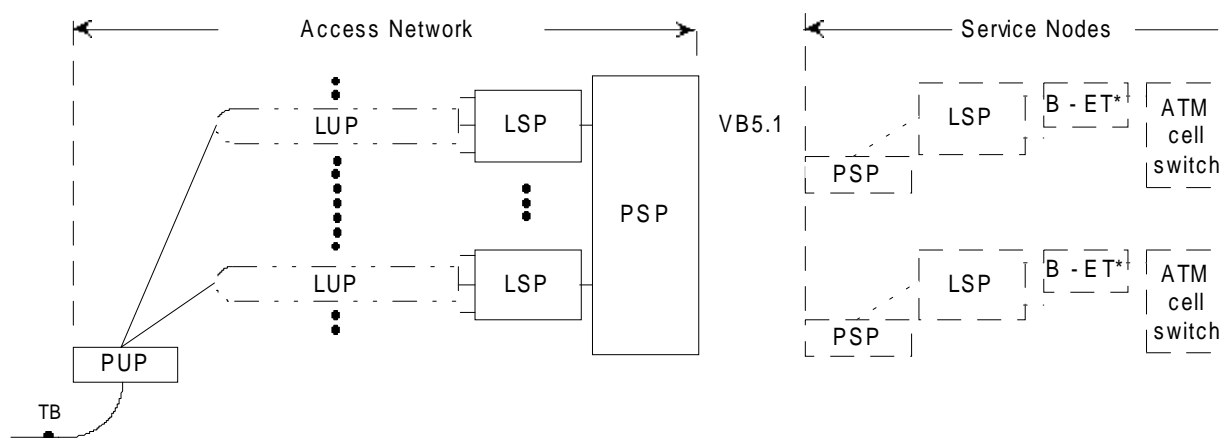 Access Network
Service Nodes
LUP
LSP
VB5.1
LSP
B - ET*
ATM
cell
switch
PSP
PSP
LUP
LSP
LSP
B - ET*
ATM
cell
switch
PSP
PUP
TB